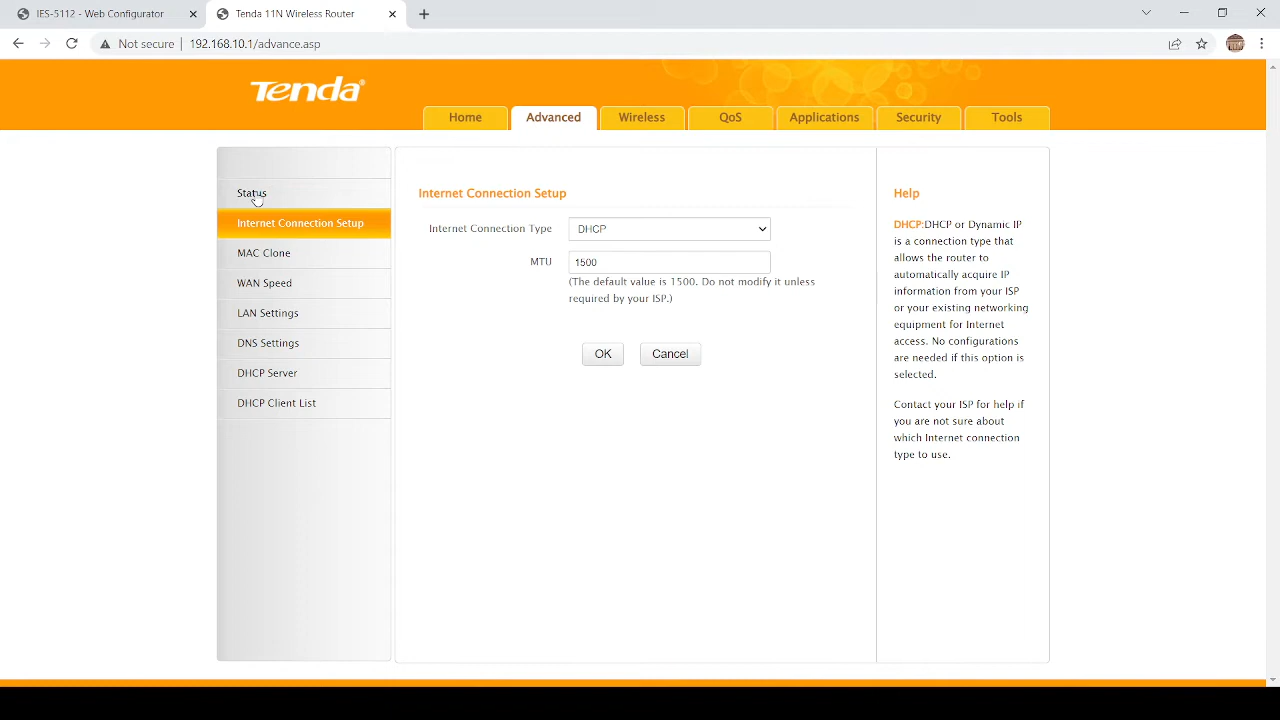 IES-5112 - Web Configurator
Tenda 11N Wireless Router
Not secure
192.168.10.1/advance.asp
Tenda®
Home
Advanced
Wireless
QoS
Applications
Security
Tools
Status
Internet Connection Setup
MAC Clone
WAN Speed
LAN Settings
DNS Settings
DHCP Server
DHCP Client List
Internet Connection Setup
Internet Connection Type
DHCP
MTU
1500
(The default value is 1500. Do not modify it unless
required by your ISP.)
OK
Cancel
Help
DHCP:DHCP or Dynamic IP
is a connection type that
allows the router to
automatically acquire IP
information from your ISP
or your existing networking
equipment for Internet
access. No configurations
are needed if this option is
selected.
Contact your ISP for help if
you are not sure about
which Internet connection
type to use.